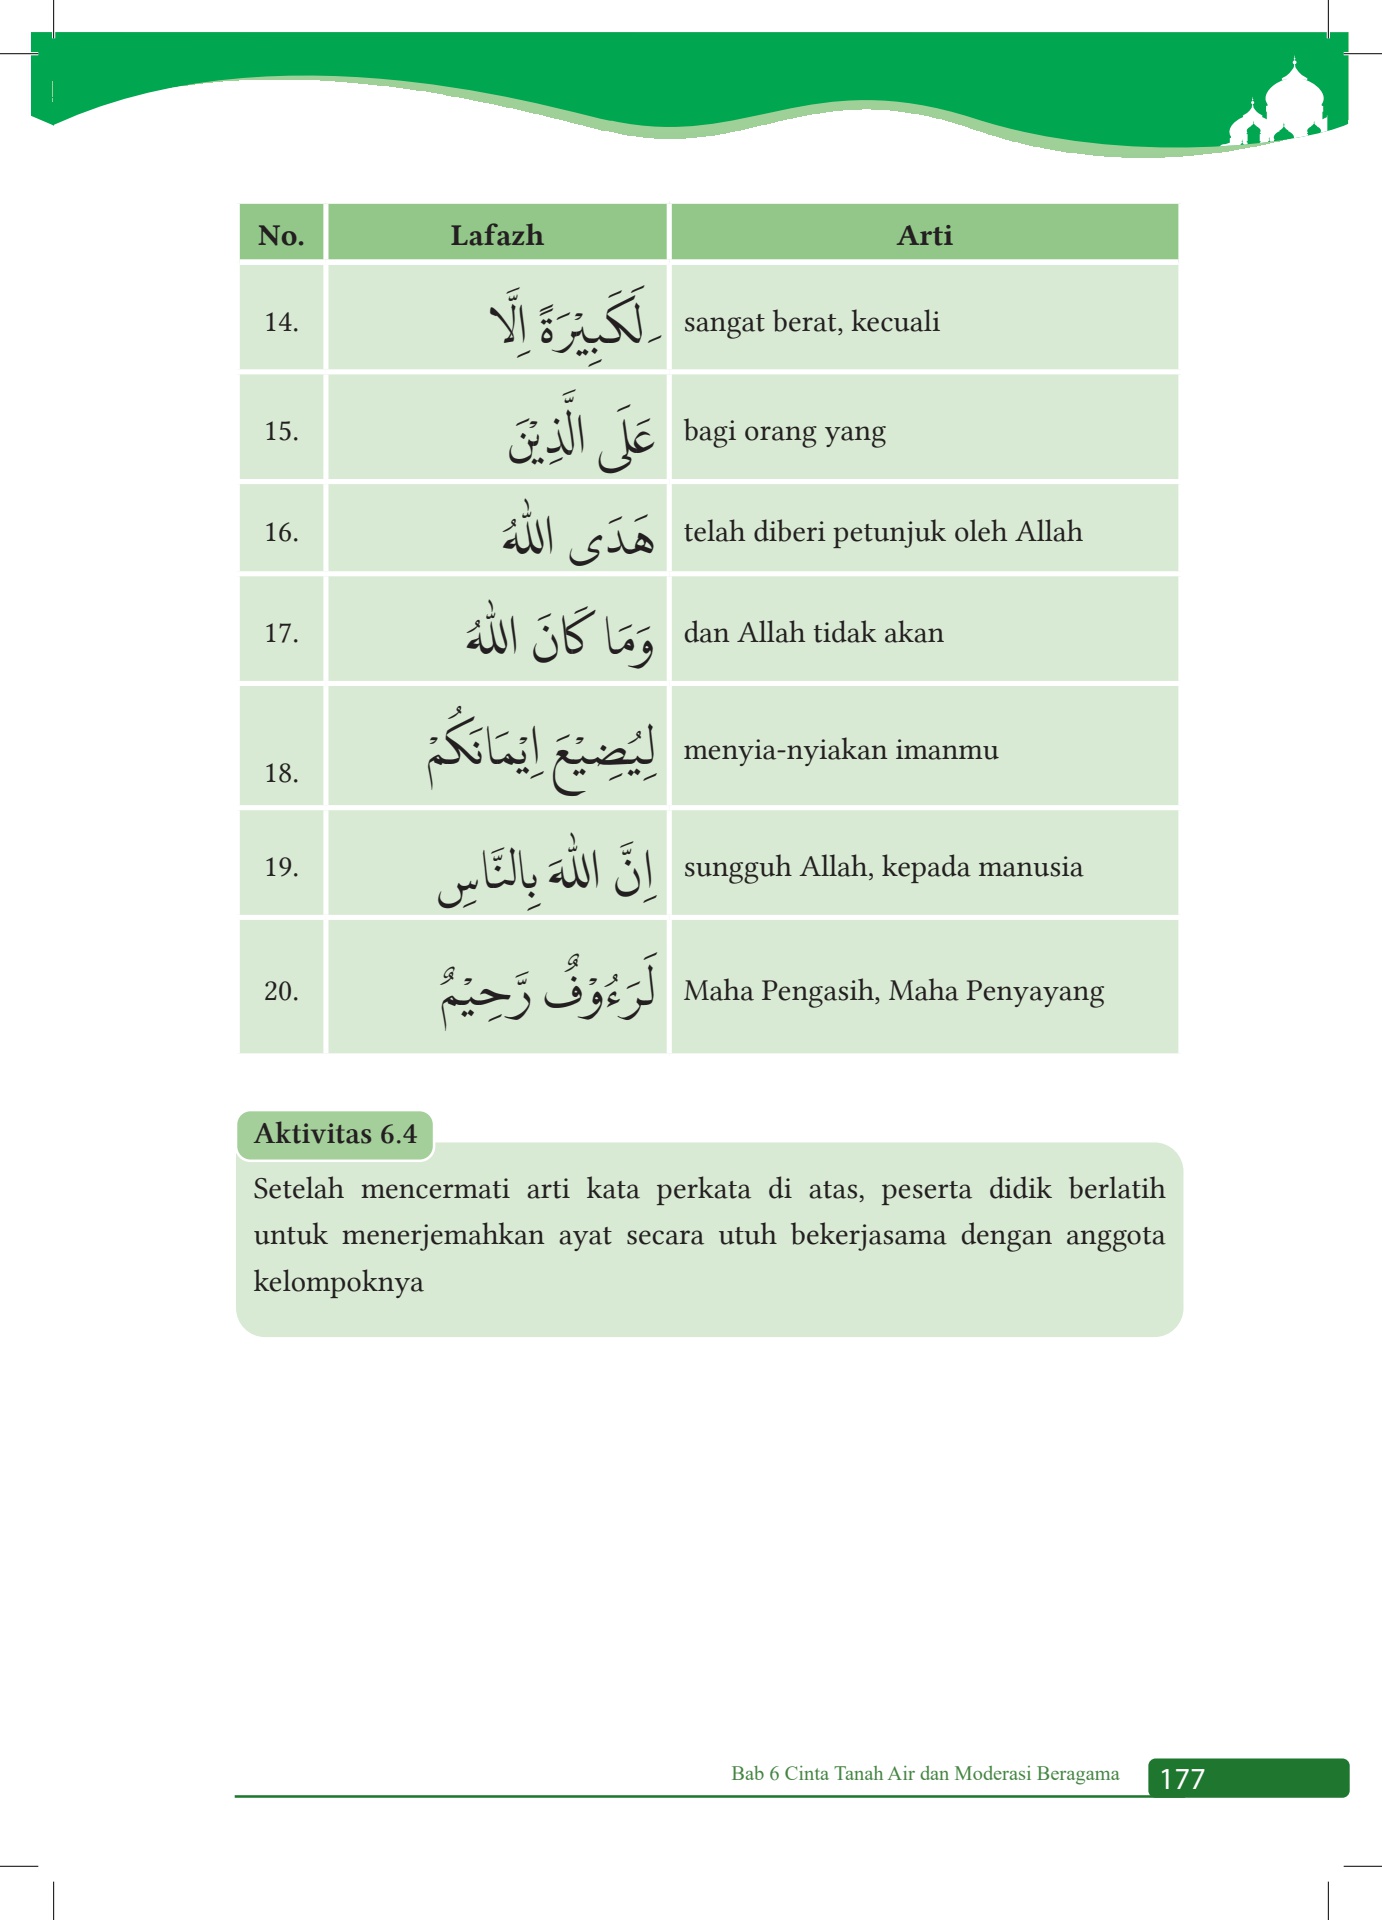 No. Lafazh Arti
14. لَكَبِيْرَةً اِلَّا sangat berat, kecuali
15. عَلَى الَّذِيْنَ bagi orang yang
16. هَدَى اللّٰهُ telah diberi petunjuk oleh Allah
17. وَمَا كَانَ اللّٰهُ dan Allah tidak akan
18. لِيُضِيْعَ اِيْمَانَكُمْ menyia-nyiakan imanmu
19. اِنَّ اللّٰهَ بِالنَّاسِ sungguh Allah, kepada manusia
20. لَرَءُوْفٌ رَّحِيْمٌ Maha Pengasih, Maha Penyayang
Aktivitas 6.4
Setelah mencermati arti kata perkata di atas, peserta didik berlatih
untuk menerjemahkan ayat secara utuh bekerjasama dengan anggota
kelompoknya
Bab 6 Cinta Tanah Air dan Moderasi Beragama 177